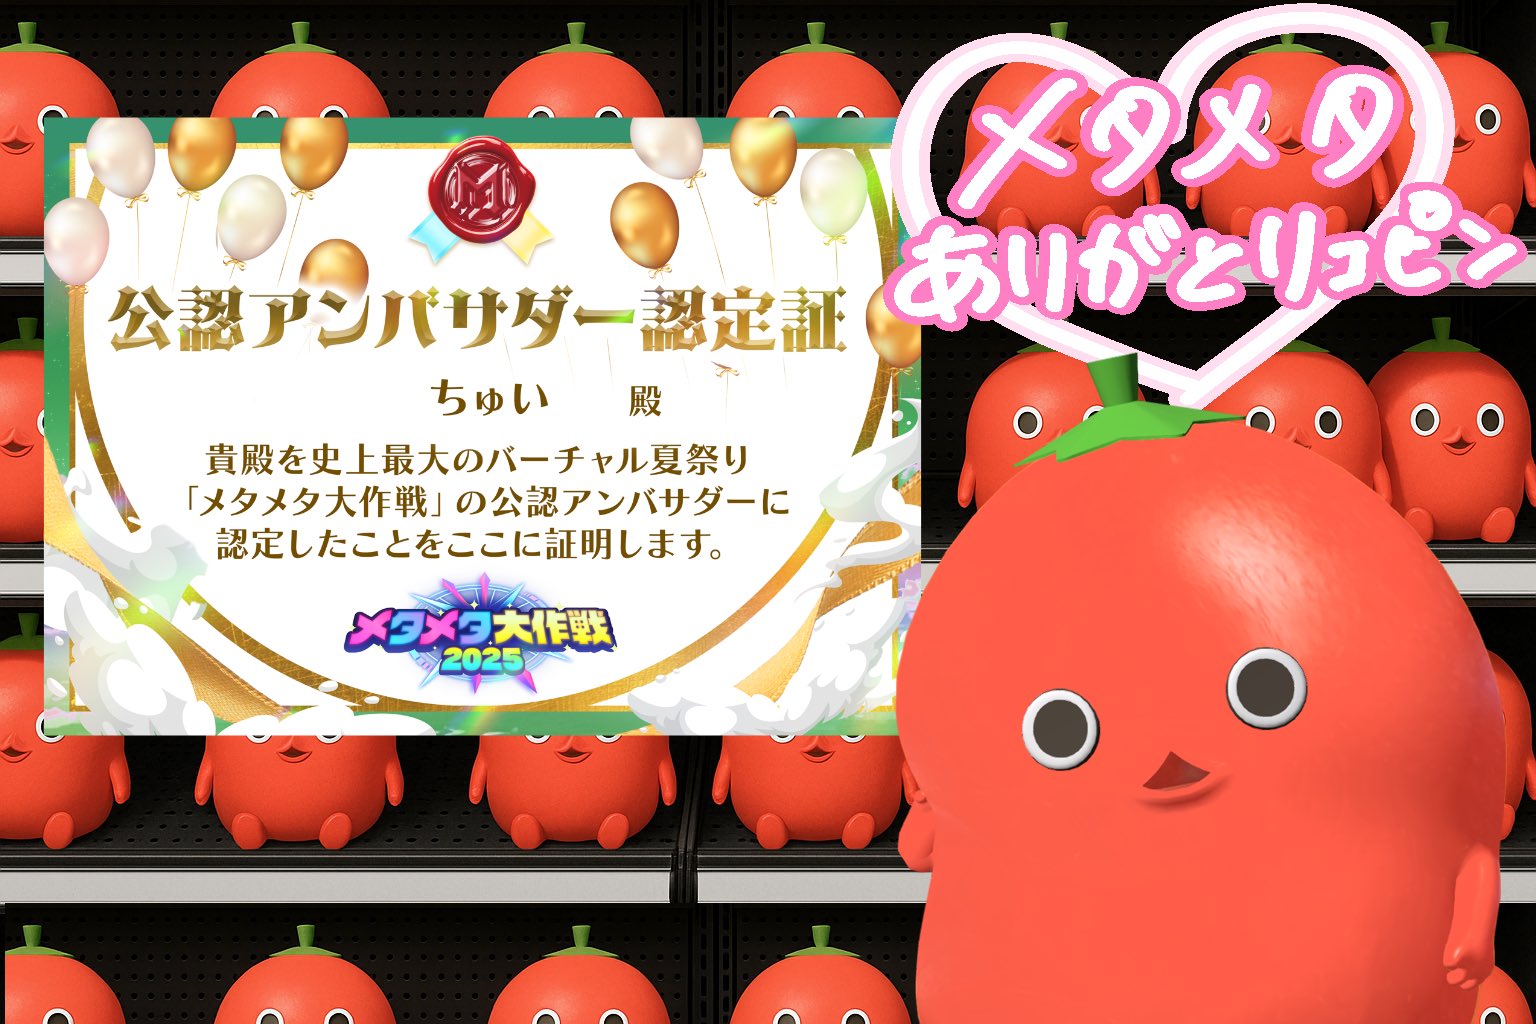 公認アンバサダー認定証
ちゅい 殿
貴殿を史上最大のバーチャル夏祭り
「メタメタ大作戦」の公認アンバサダーに
認定したことをここに証明します。
メタメタ大作戦
2025
メタメタ
ありがとリコピン